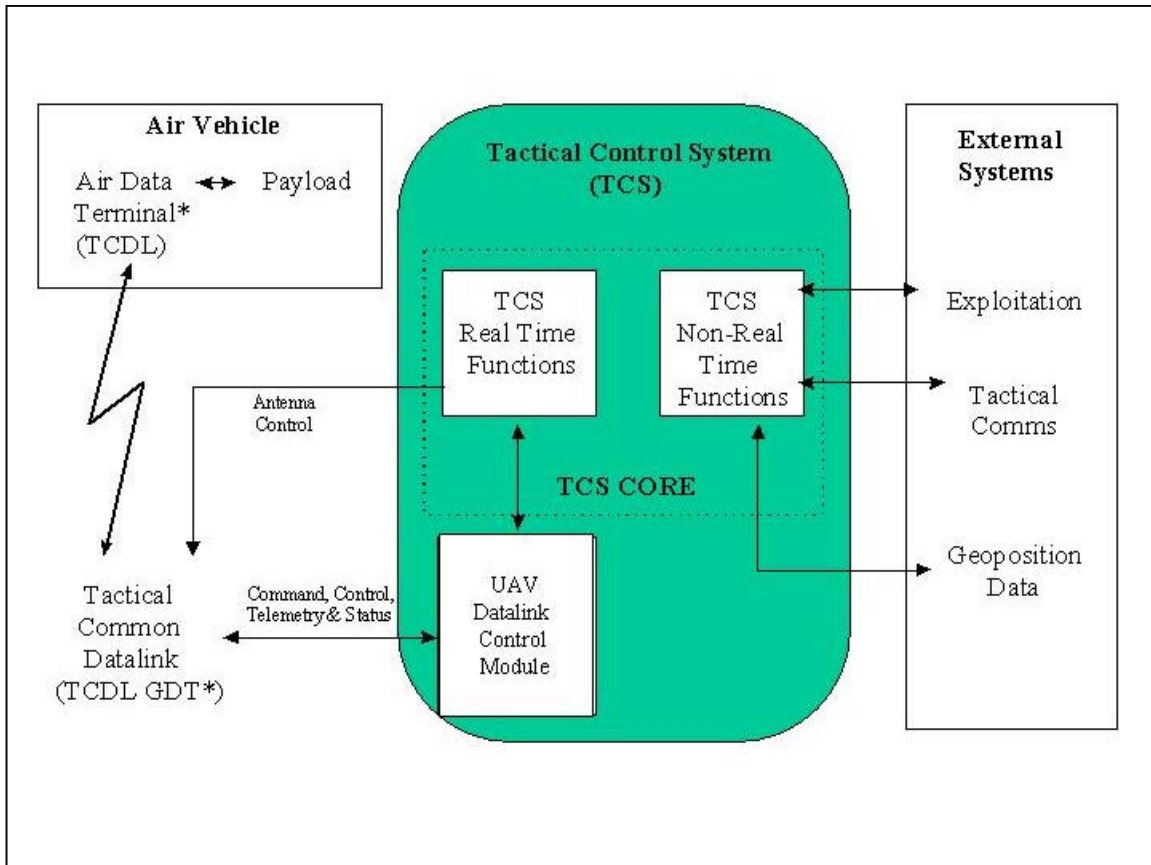 Air Vehicle
Air Data
Terminal*
(TCDL)
Payload
Tactical Control System
(TCS)
External
Systems
TCS
Real Time
Functions
TCS
Non-Real
Time
Functions
Exploitation
Antenna
Control
Tactical
Comms
TCS CORE
Geoposition
Data
Tactical
Common
Datalink
(TCDL GDT*)
Command, Control,
Telemetry & Status
UAV
Datalink
Control
Module